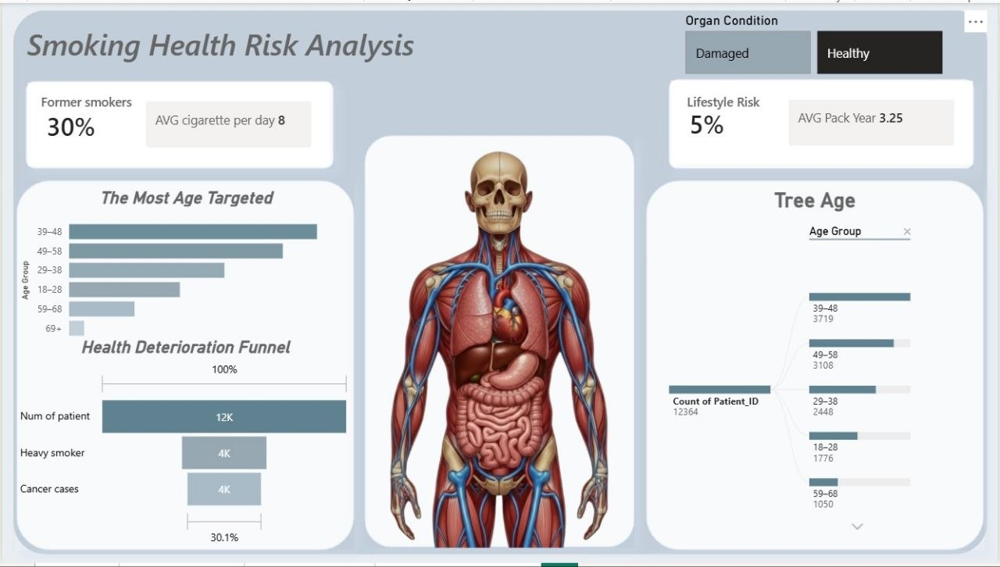 Smoking Health Risk Analysis
Organ Condition
Damaged
Healthy
Former smokers
30%
AVG cigarette per day 8
Lifestyle Risk
5%
AVG Pack Year 3.25
The Most Age Targeted
Age Group
39–48
49–58
29–38
18–28
59–68
69+
Health Deterioration Funnel
100%
Num of patient
12K
Heavy smoker
4K
Cancer cases
4K
30.1%
Tree Age
Age Group
Count of Patient_ID
12364
39–48
3719
49–58
3108
29–38
2448
18–28
1776
59–68
1050